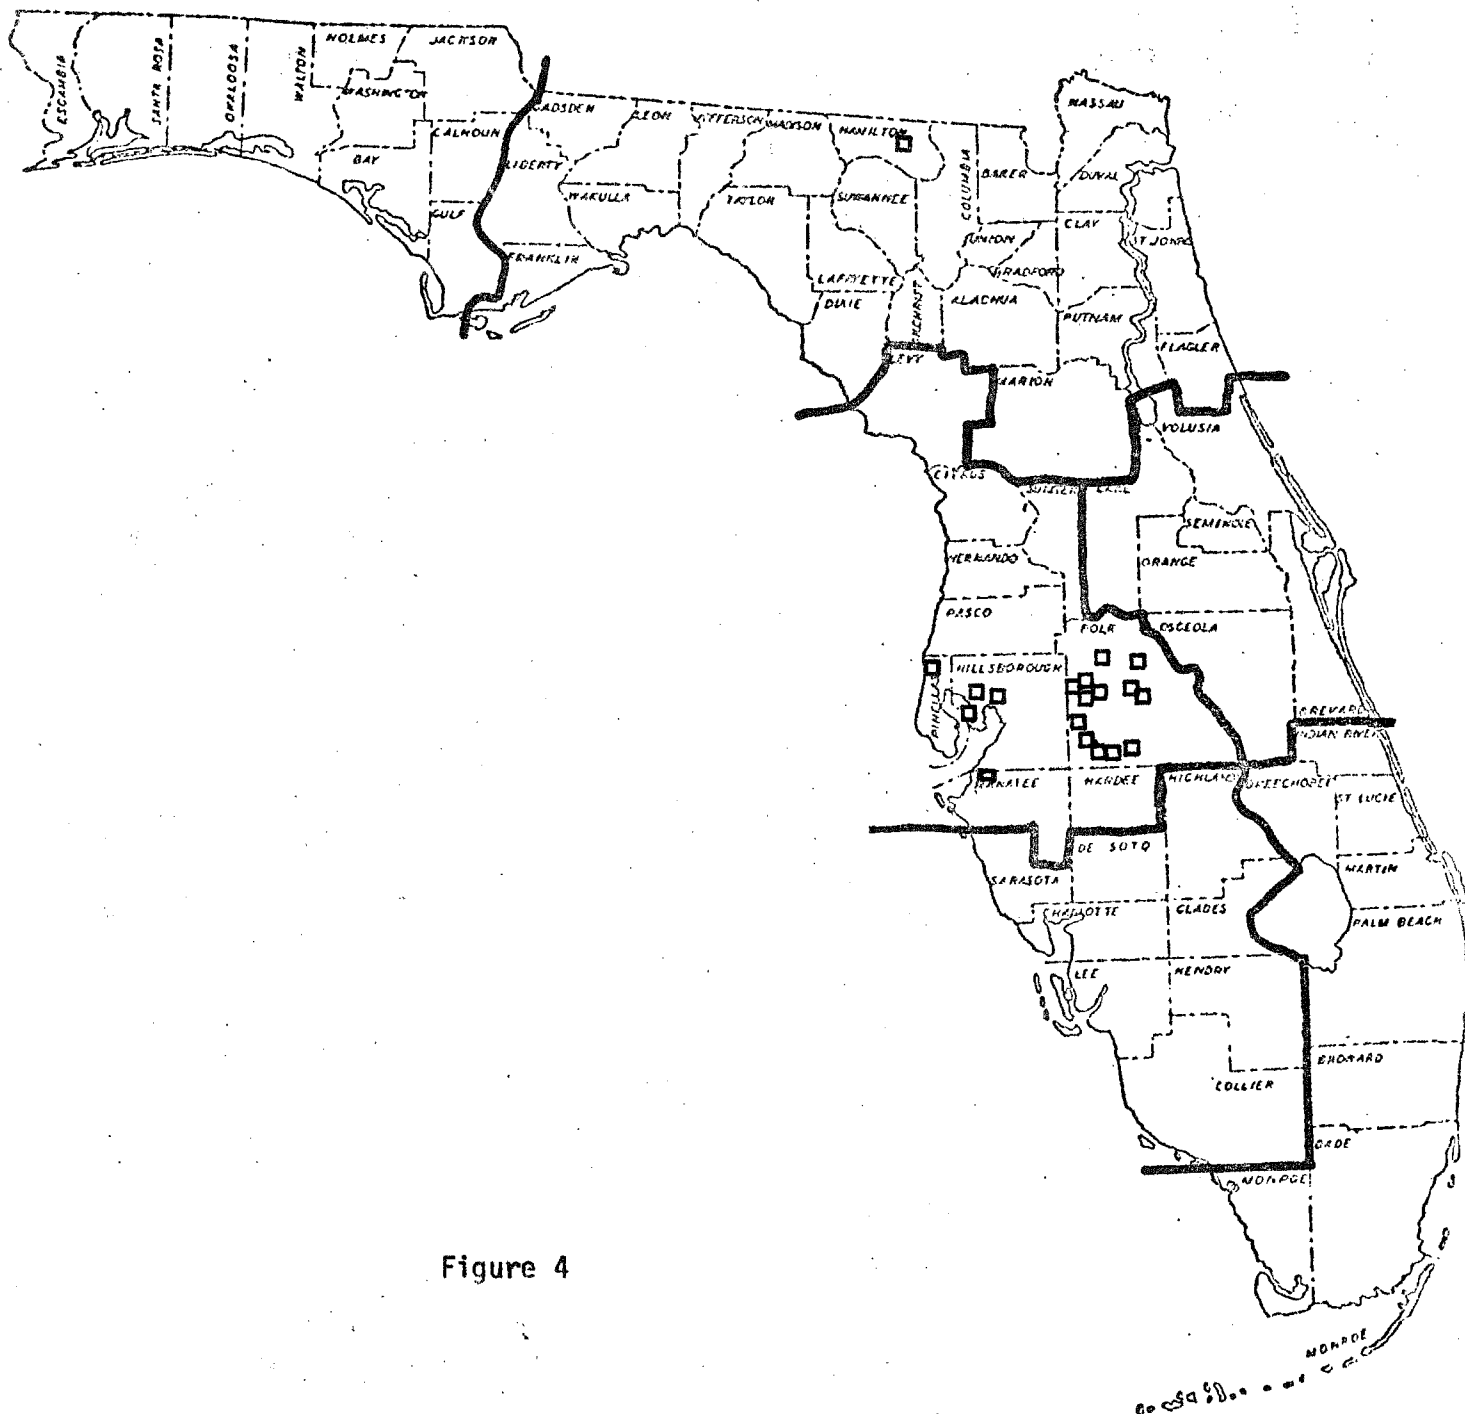 HOLMES
JACKSON
ESCAMBIA
SANTA ROSA
OKALOOSA
WALTON
WASHINGTON
NASSAU
GADSDEN
LEON
JEFFERSON
MADISON
HAMILTON
CALHOUN
BAY
LIBERTY
COLUMBIA
BAKER
DUVAL
WAKULLA
TAYLOR
SUWANNEE
GULF
CLAY
UNION
ST JOHNS
FRANKLIN
BRADFORD
LAFAYETTE
DIXIE
GILCHRIST
ALACHUA
PUTNAM
FLAGLER
LEVY
MARION
VOLUSIA
CITRUS
SUMTER
LAKE
SEMINOLE
HERNANDO
ORANGE
PASCO
POLK
OSCEOLA
HILLSBOROUGH
PINELLAS
BREVARD
INDIAN RIVER
MANATEE
HARDEE
HIGHLAND
OKEECHOBEE
ST LUCIE
DE SOTO
SARASOTA
MARTIN
CHARLOTTE
GLADES
PALM BEACH
LEE
HENDRY
BROWARD
COLLIER
DADE
MONROE
Figure 4
MONROE